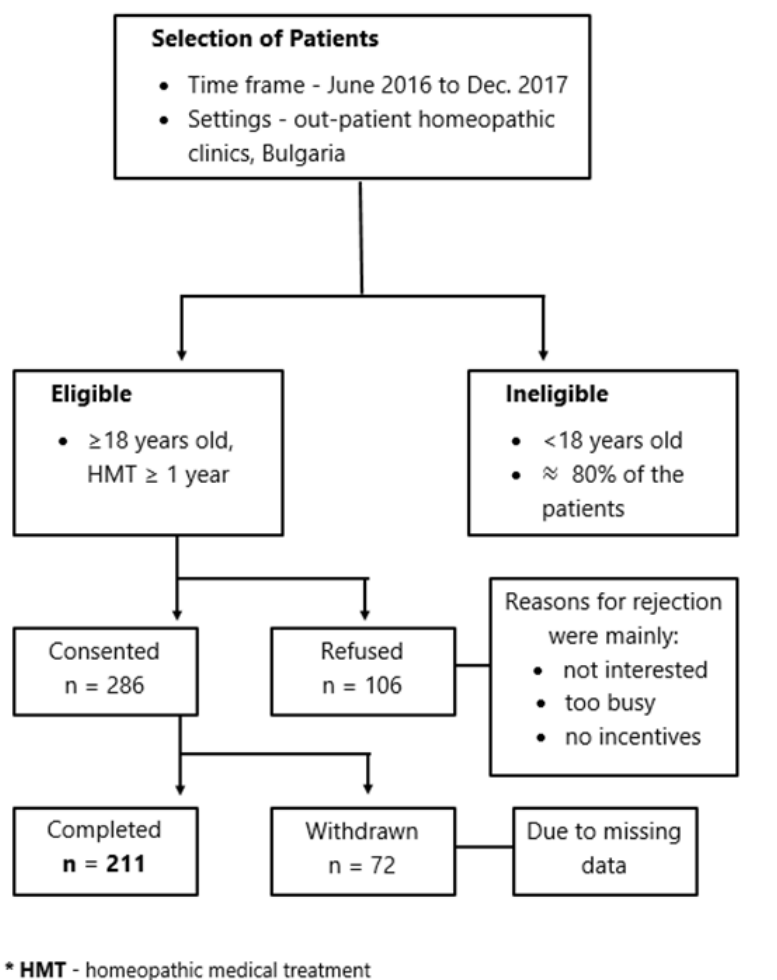 Selection of Patients
• Time frame - June 2016 to Dec. 2017
• Settings - out-patient homeopathic
clinics, Bulgaria
Eligible
• ≥18 years old,
HMT ≥ 1 year
Ineligible
• <18 years old
• ≈ 80% of the
patients
Consented
n = 286
Refused
n = 106
Reasons for rejection
were mainly:
• not interested
• too busy
• no incentives
Completed
n = 211
Withdrawn
n = 72
Due to missing
data
* HMT - homeopathic medical treatment